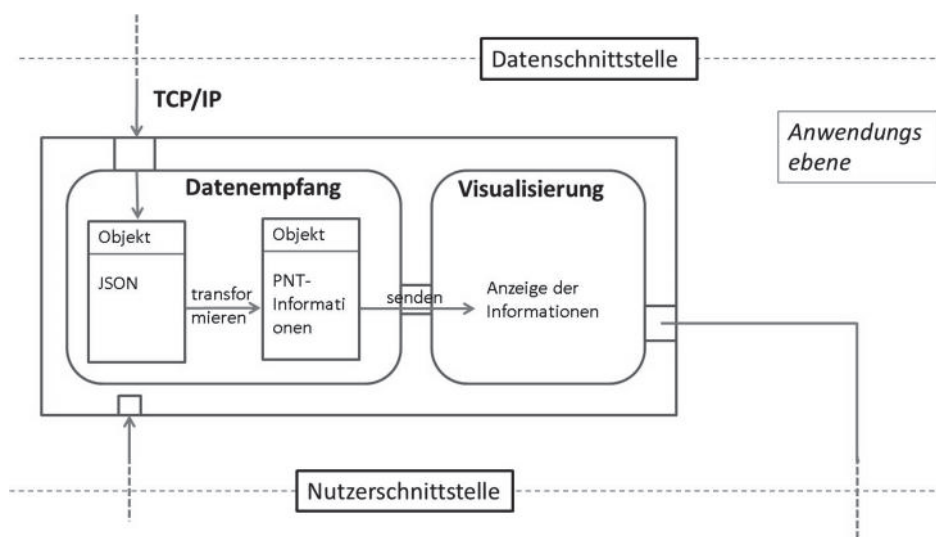 Datenschnittstelle
TCP/IP
Anwendungs
ebene
Datenempfang
Visualisierung
Objekt
JSON
transfor
mieren
Objekt
PNT-
Informati
onen
senden
Anzeige der
Informationen
Nutzerschnittstelle